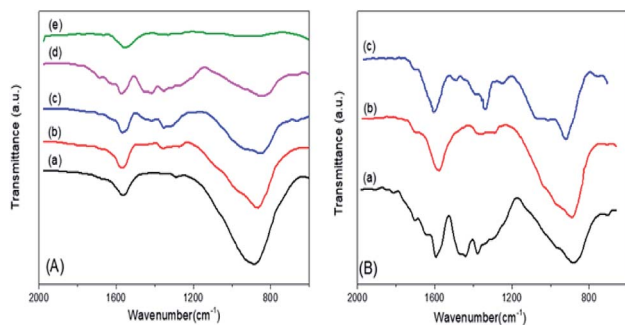 (e)
(d)
(c)
(b)
(a)
(A)
Transmittance (a.u.)
2000 1600 1200 800
Wavenumber(cm-1)
(c)
(b)
(a)
(B)
Transmittance (a.u.)
2000 1600 1200 800
Wavenumber(cm-1)